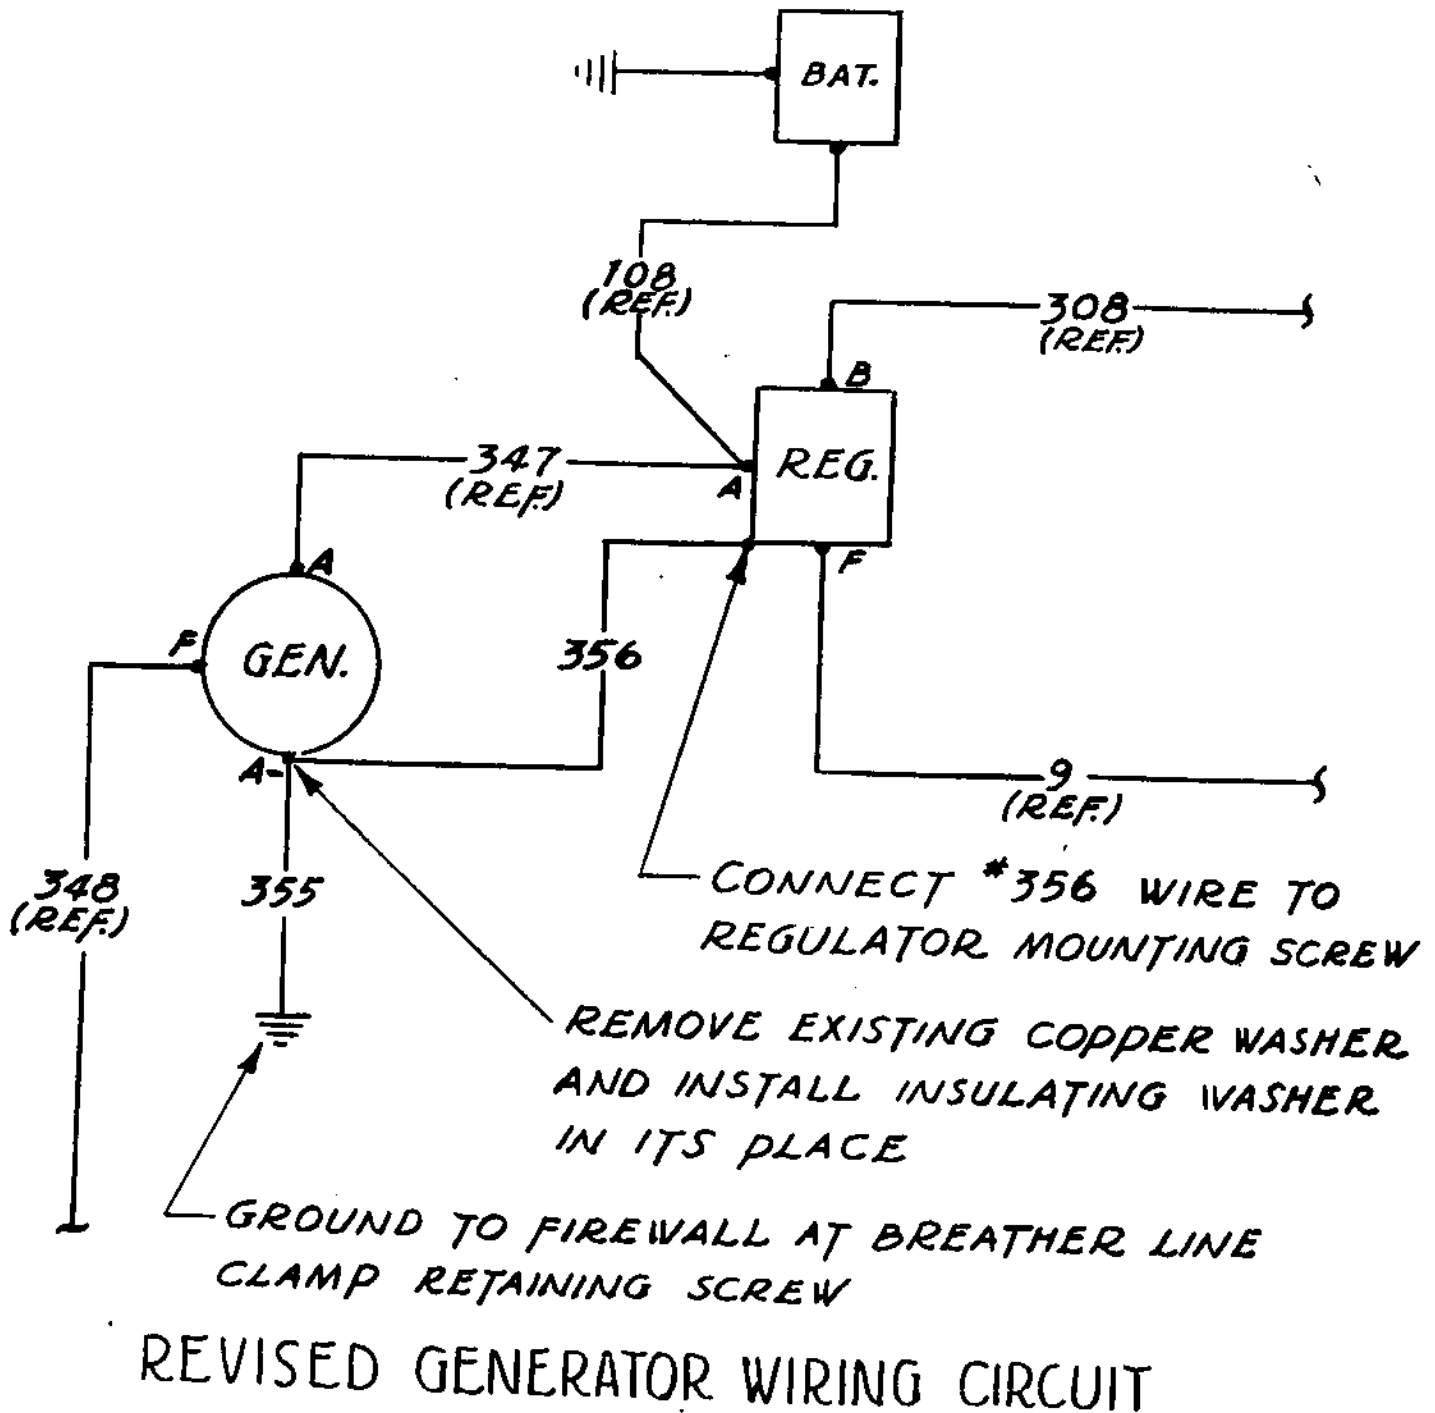 BAT.
108
(REF.)
308
(REF.)
B
347
(REF.)
A
REG.
A
F
F
GEN.
356
A-
9
(REF.)
348
(REF.)
355
CONNECT #356 WIRE TO
REGULATOR MOUNTING SCREW
REMOVE EXISTING COPPER WASHER
AND INSTALL INSULATING WASHER
IN ITS PLACE
GROUND TO FIREWALL AT BREATHER LINE
CLAMP RETAINING SCREW
REVISED GENERATOR WIRING CIRCUIT